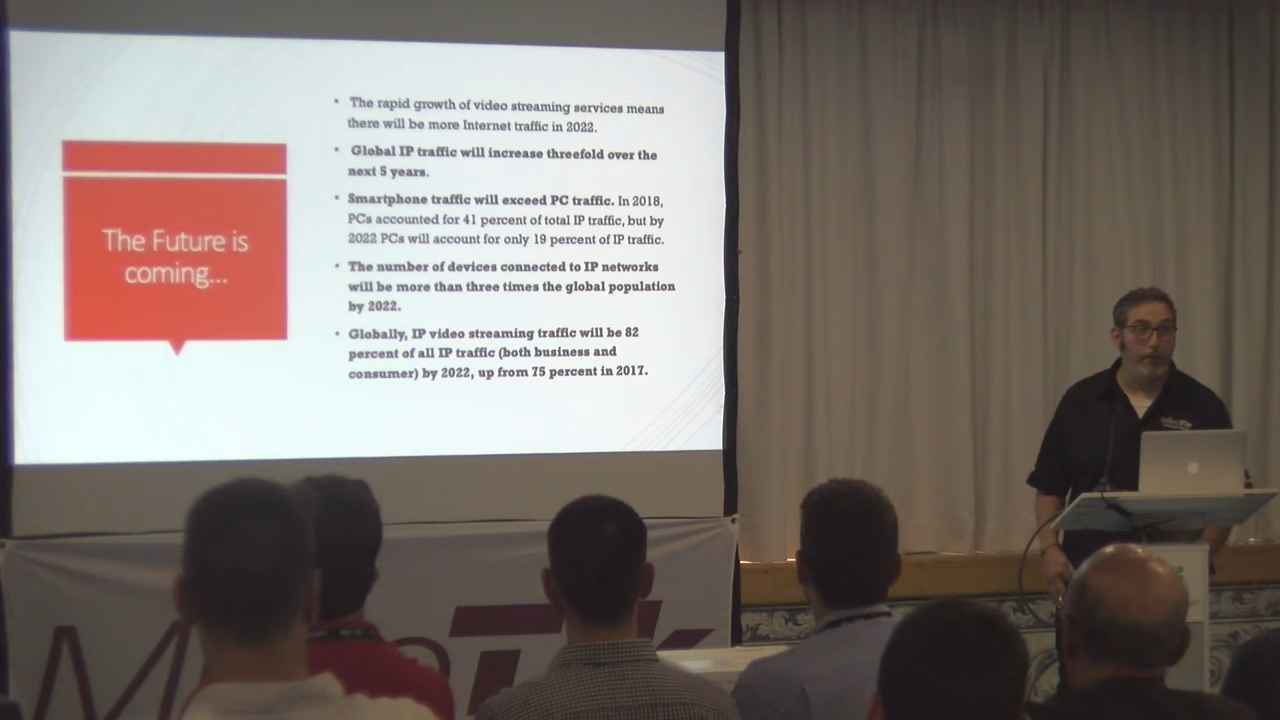 The rapid growth of video streaming services means
there will be more Internet traffic in 2022.
Global IP traffic will increase threefold over the
next 5 years.
Smartphone traffic will exceed PC traffic. In 2018,
PCs accounted for 41 percent of total IP traffic, but by
2022 PCs will account for only 19 percent of IP traffic.
The number of devices connected to IP networks
will be more than three times the global population
by 2022.
Globally, IP video streaming traffic will be 82
percent of all IP traffic (both business and
consumer) by 2022, up from 75 percent in 2017.
The Future is
coming...